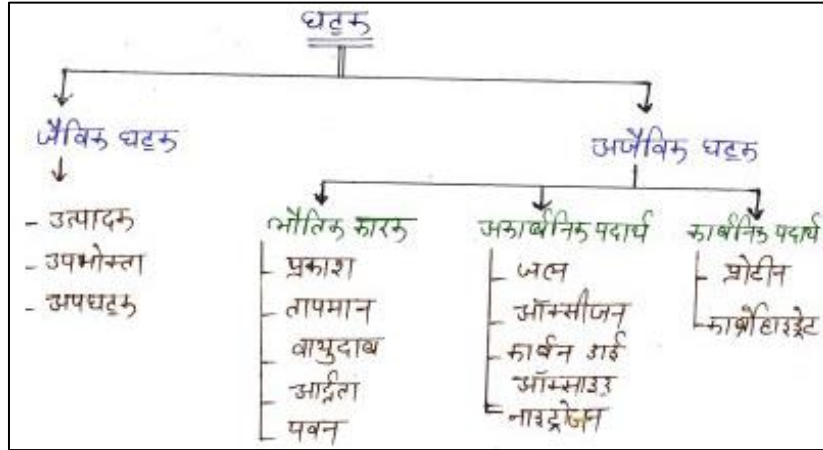 घटक
जैविक घटक
- उत्पादक
- उपभोक्ता
- अपघटक
अजैविक घटक
भौतिक कारक
- प्रकाश
- तापमान
- वायुदाब
- आर्द्रता
- पवन
अकार्बनिक पदार्थ
- जल
- ऑक्सीजन
- कार्बन डाई
ऑक्साइड
- नाइट्रोजन
कार्बनिक पदार्थ
- प्रोटीन
- कार्बोहाइड्रेट